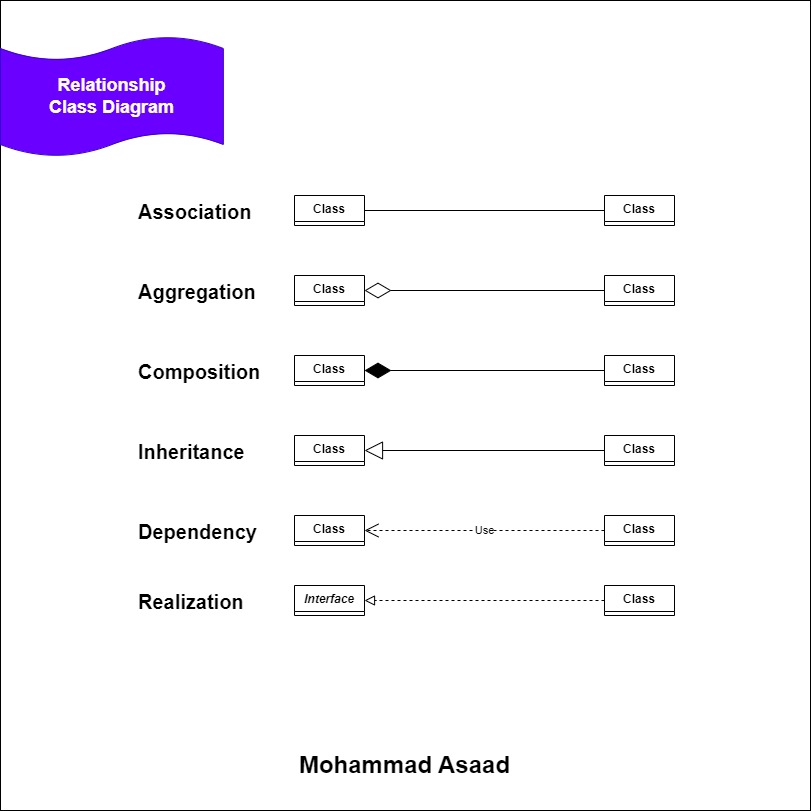 Relationship
Class Diagram
Association
Class
Class
Aggregation
Class
Class
Composition
Class
Class
Inheritance
Class
Class
Dependency
Class
Use
Class
Realization
Interface
Class
Mohammad Asaad